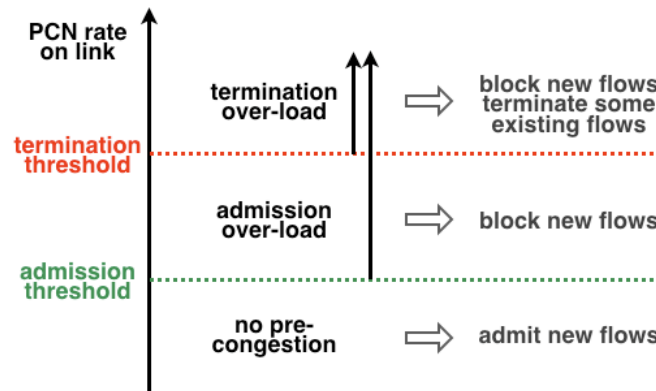 PCN rate
on link
termination
over-load
block new flows
terminate some
existing flows
termination
threshold
admission
over-load
block new flows
admission
threshold
no pre-
congestion
admit new flows